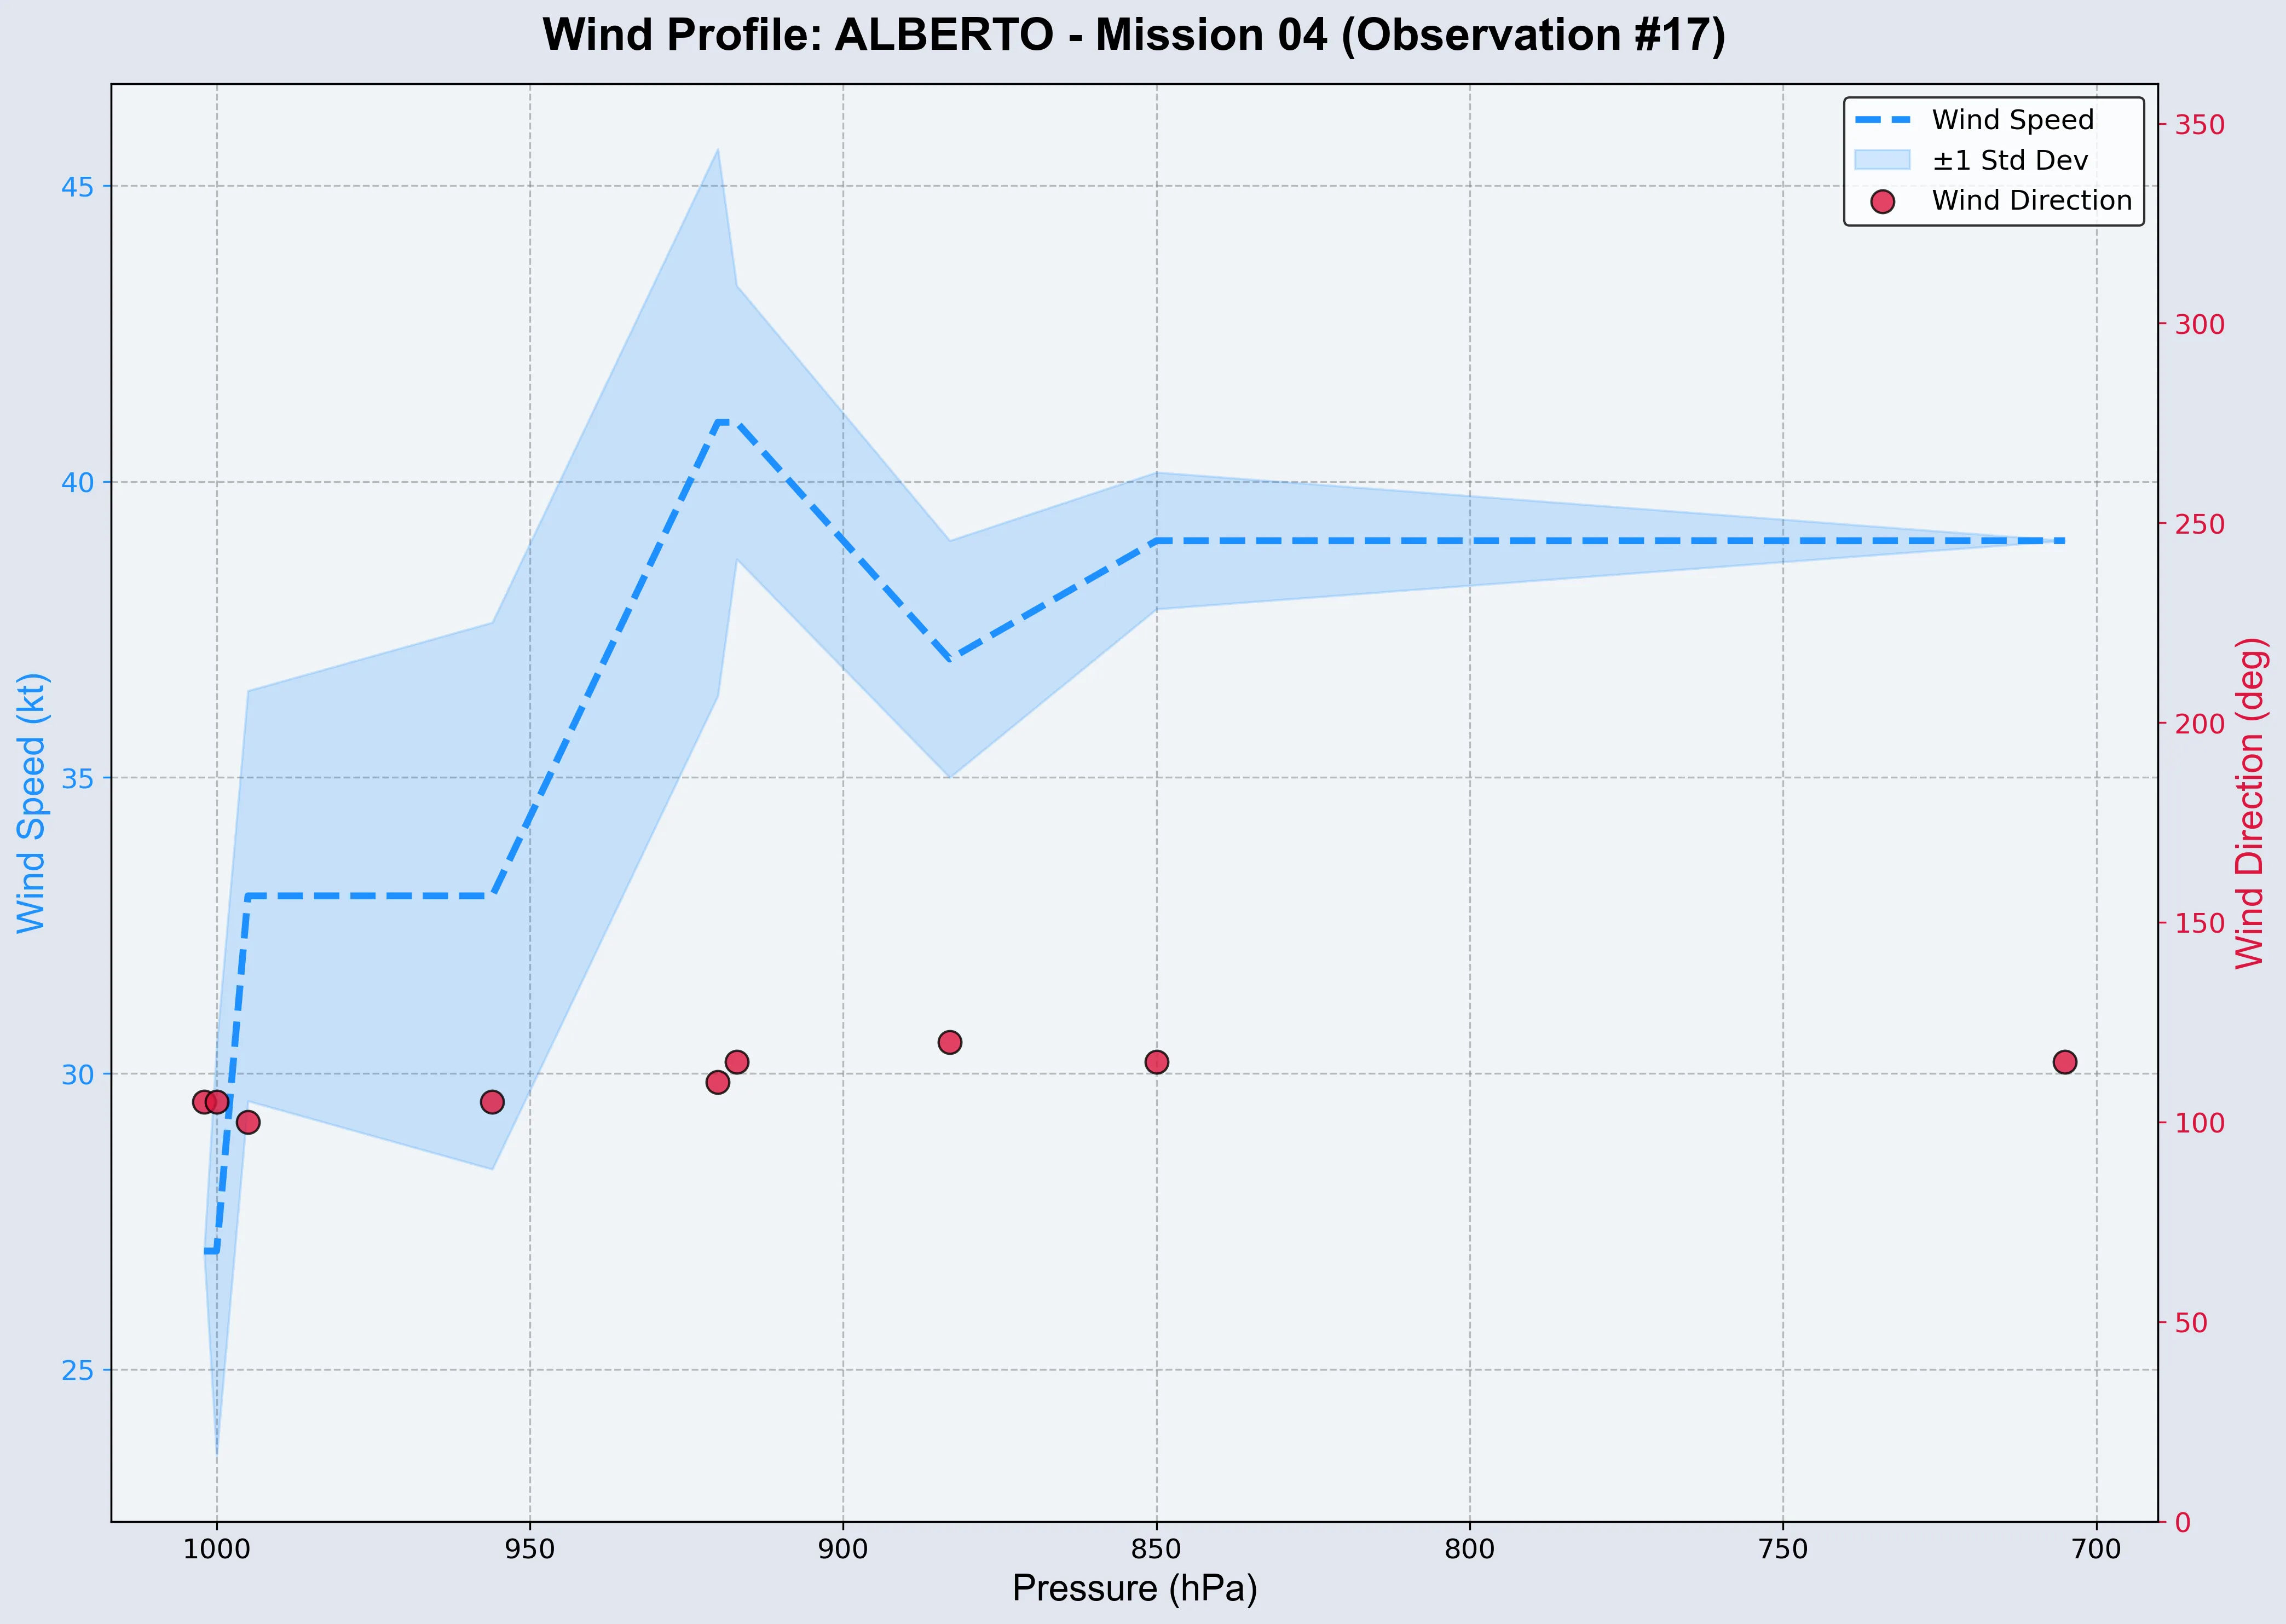 Wind Profile: ALBERTO - Mission 04 (Observation #17)
Wind Speed
±1 Std Dev
Wind Direction
Wind Speed (kt)
45
40
35
30
25
350
300
250
200
150
100
50
0
Wind Direction (deg)
1000 950 900 850 800 750 700
Pressure (hPa)